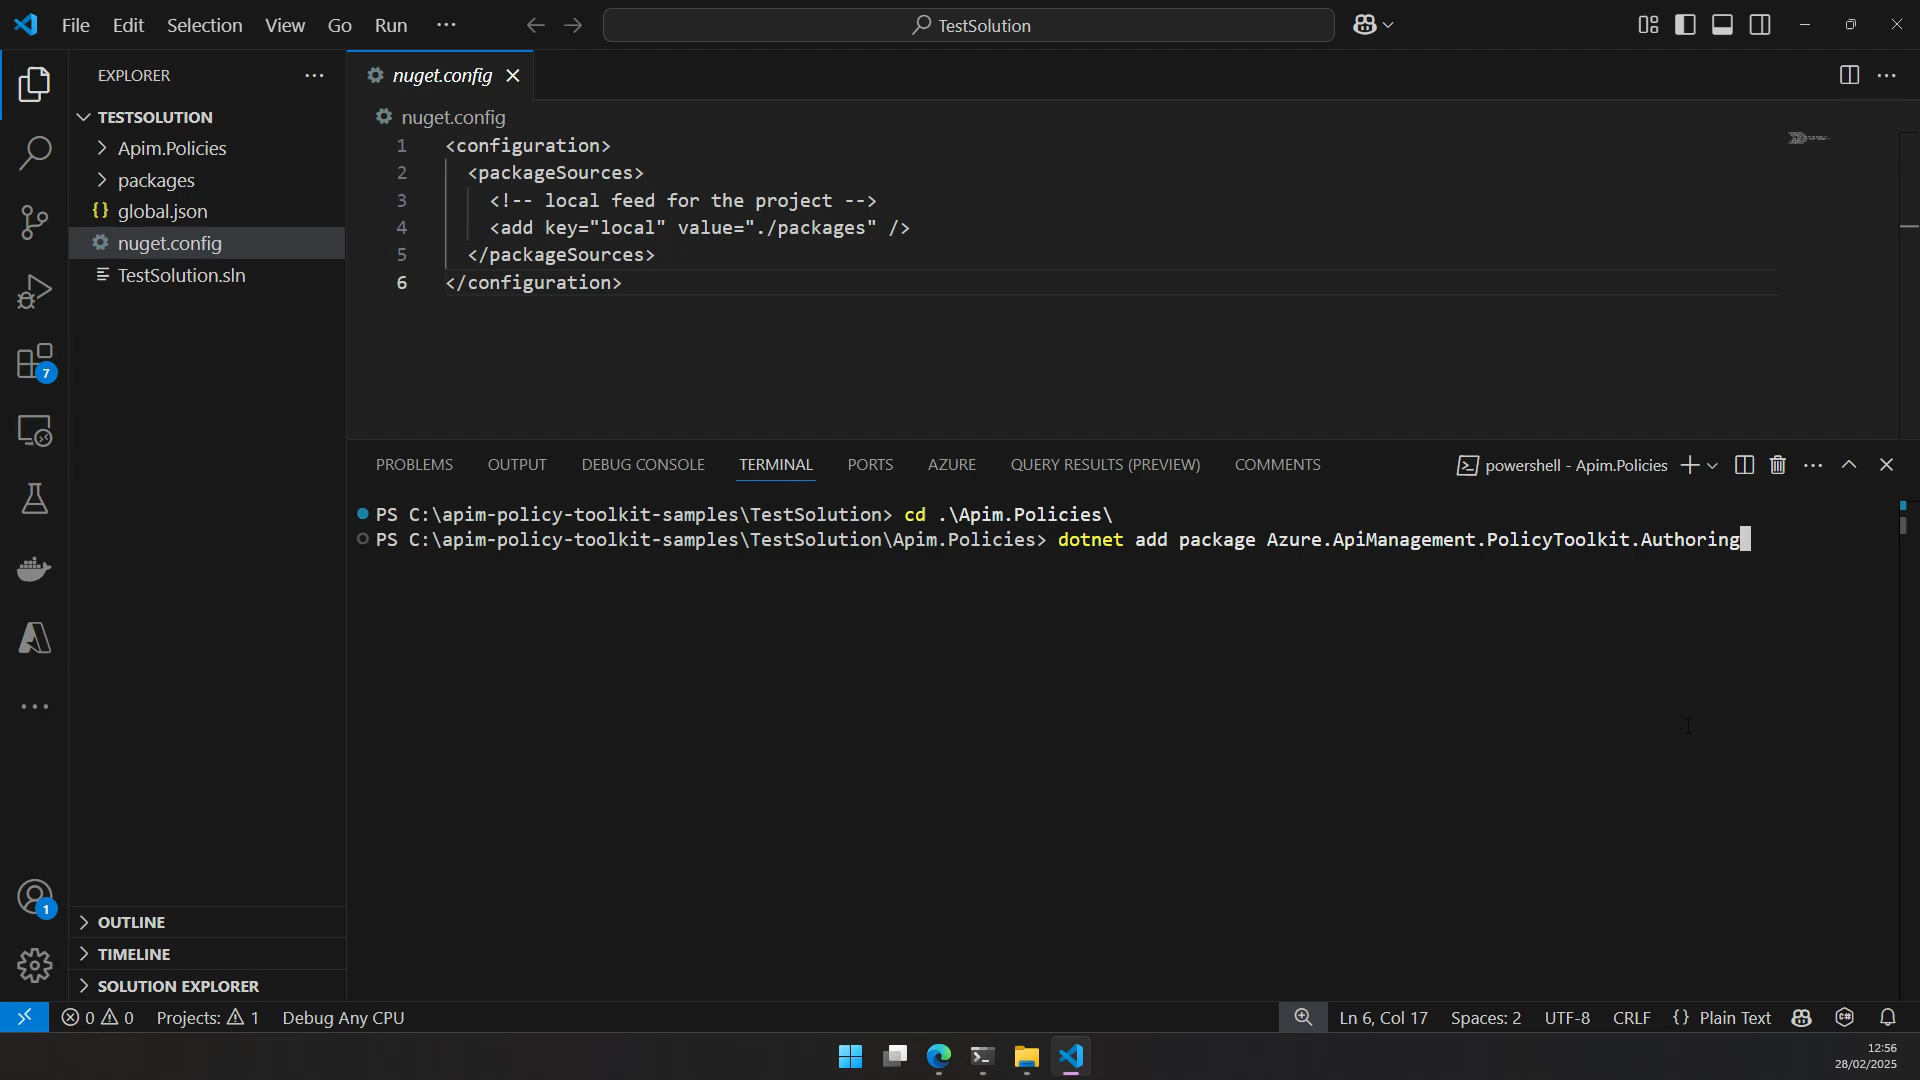 File Edit Selection View Go Run ···
TestSolution
EXPLORER
TESTSOLUTION
Apim.Policies
packages
{} global.json
nuget.config
TestSolution.sln
OUTLINE
TIMELINE
SOLUTION EXPLORER
7
1
nuget.config
nuget.config
1 <configuration>
2 <packageSources>
3 <!-- local feed for the project -->
4 <add key="local" value="./packages" />
5 </packageSources>
6 </configuration>
PROBLEMS OUTPUT DEBUG CONSOLE TERMINAL PORTS AZURE QUERY RESULTS (PREVIEW) COMMENTS
powershell - Apim.Policies
PS C:\apim-policy-toolkit-samples\TestSolution> cd .\Apim.Policies\
PS C:\apim-policy-toolkit-samples\TestSolution\Apim.Policies> dotnet add package Azure.ApiManagement.PolicyToolkit.Authoring
0 0 Projects: 1 Debug Any CPU
Ln 6, Col 17 Spaces: 2 UTF-8 CRLF {} Plain Text
12:56
28/02/2025